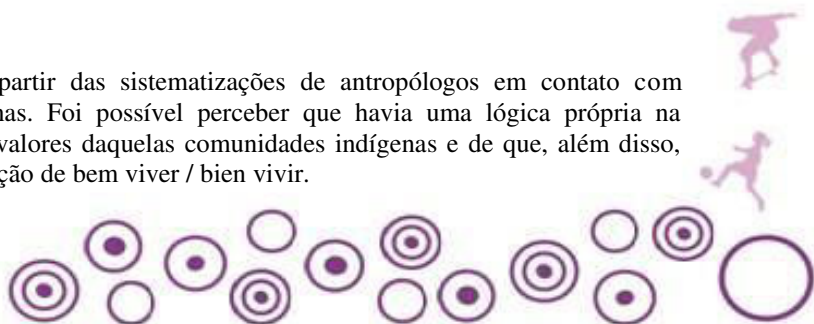 partir das sistematizações de antropólogos em contato com
nas. Foi possível perceber que havia uma lógica própria na
valores daquelas comunidades indígenas e de que, além disso,
ção de bem viver / bien vivir.